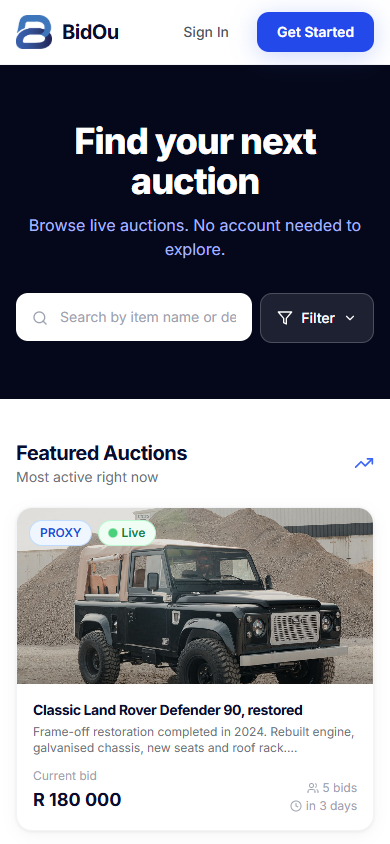 BidOu
Sign In
Get Started
Find your next
auction
Browse live auctions. No account needed to
explore.
Search by item name or de
Filter
Featured Auctions
Most active right now
PROXY
Live
Classic Land Rover Defender 90, restored
Frame-off restoration completed in 2024. Rebuilt engine,
galvanised chassis, new seats and roof rack....
Current bid
R 180 000
5 bids
in 3 days